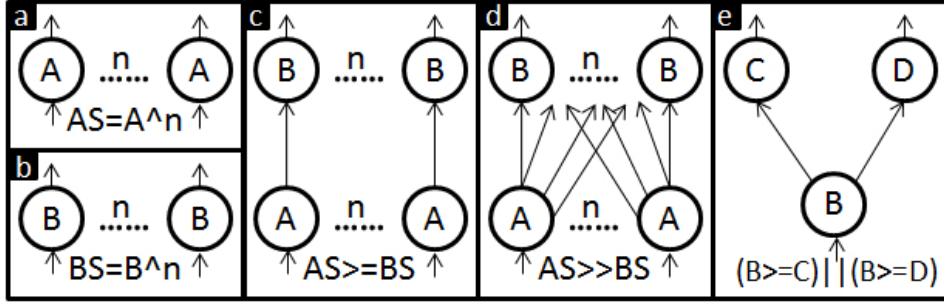 a
A n ...... A
AS=A^n
b
B n ...... B
BS=B^n
c
B n ...... B
A n ...... A
AS>=BS
d
B n ...... B
A n ...... A
AS>>BS
e
C D
B
(B>=C)||(B>=D)